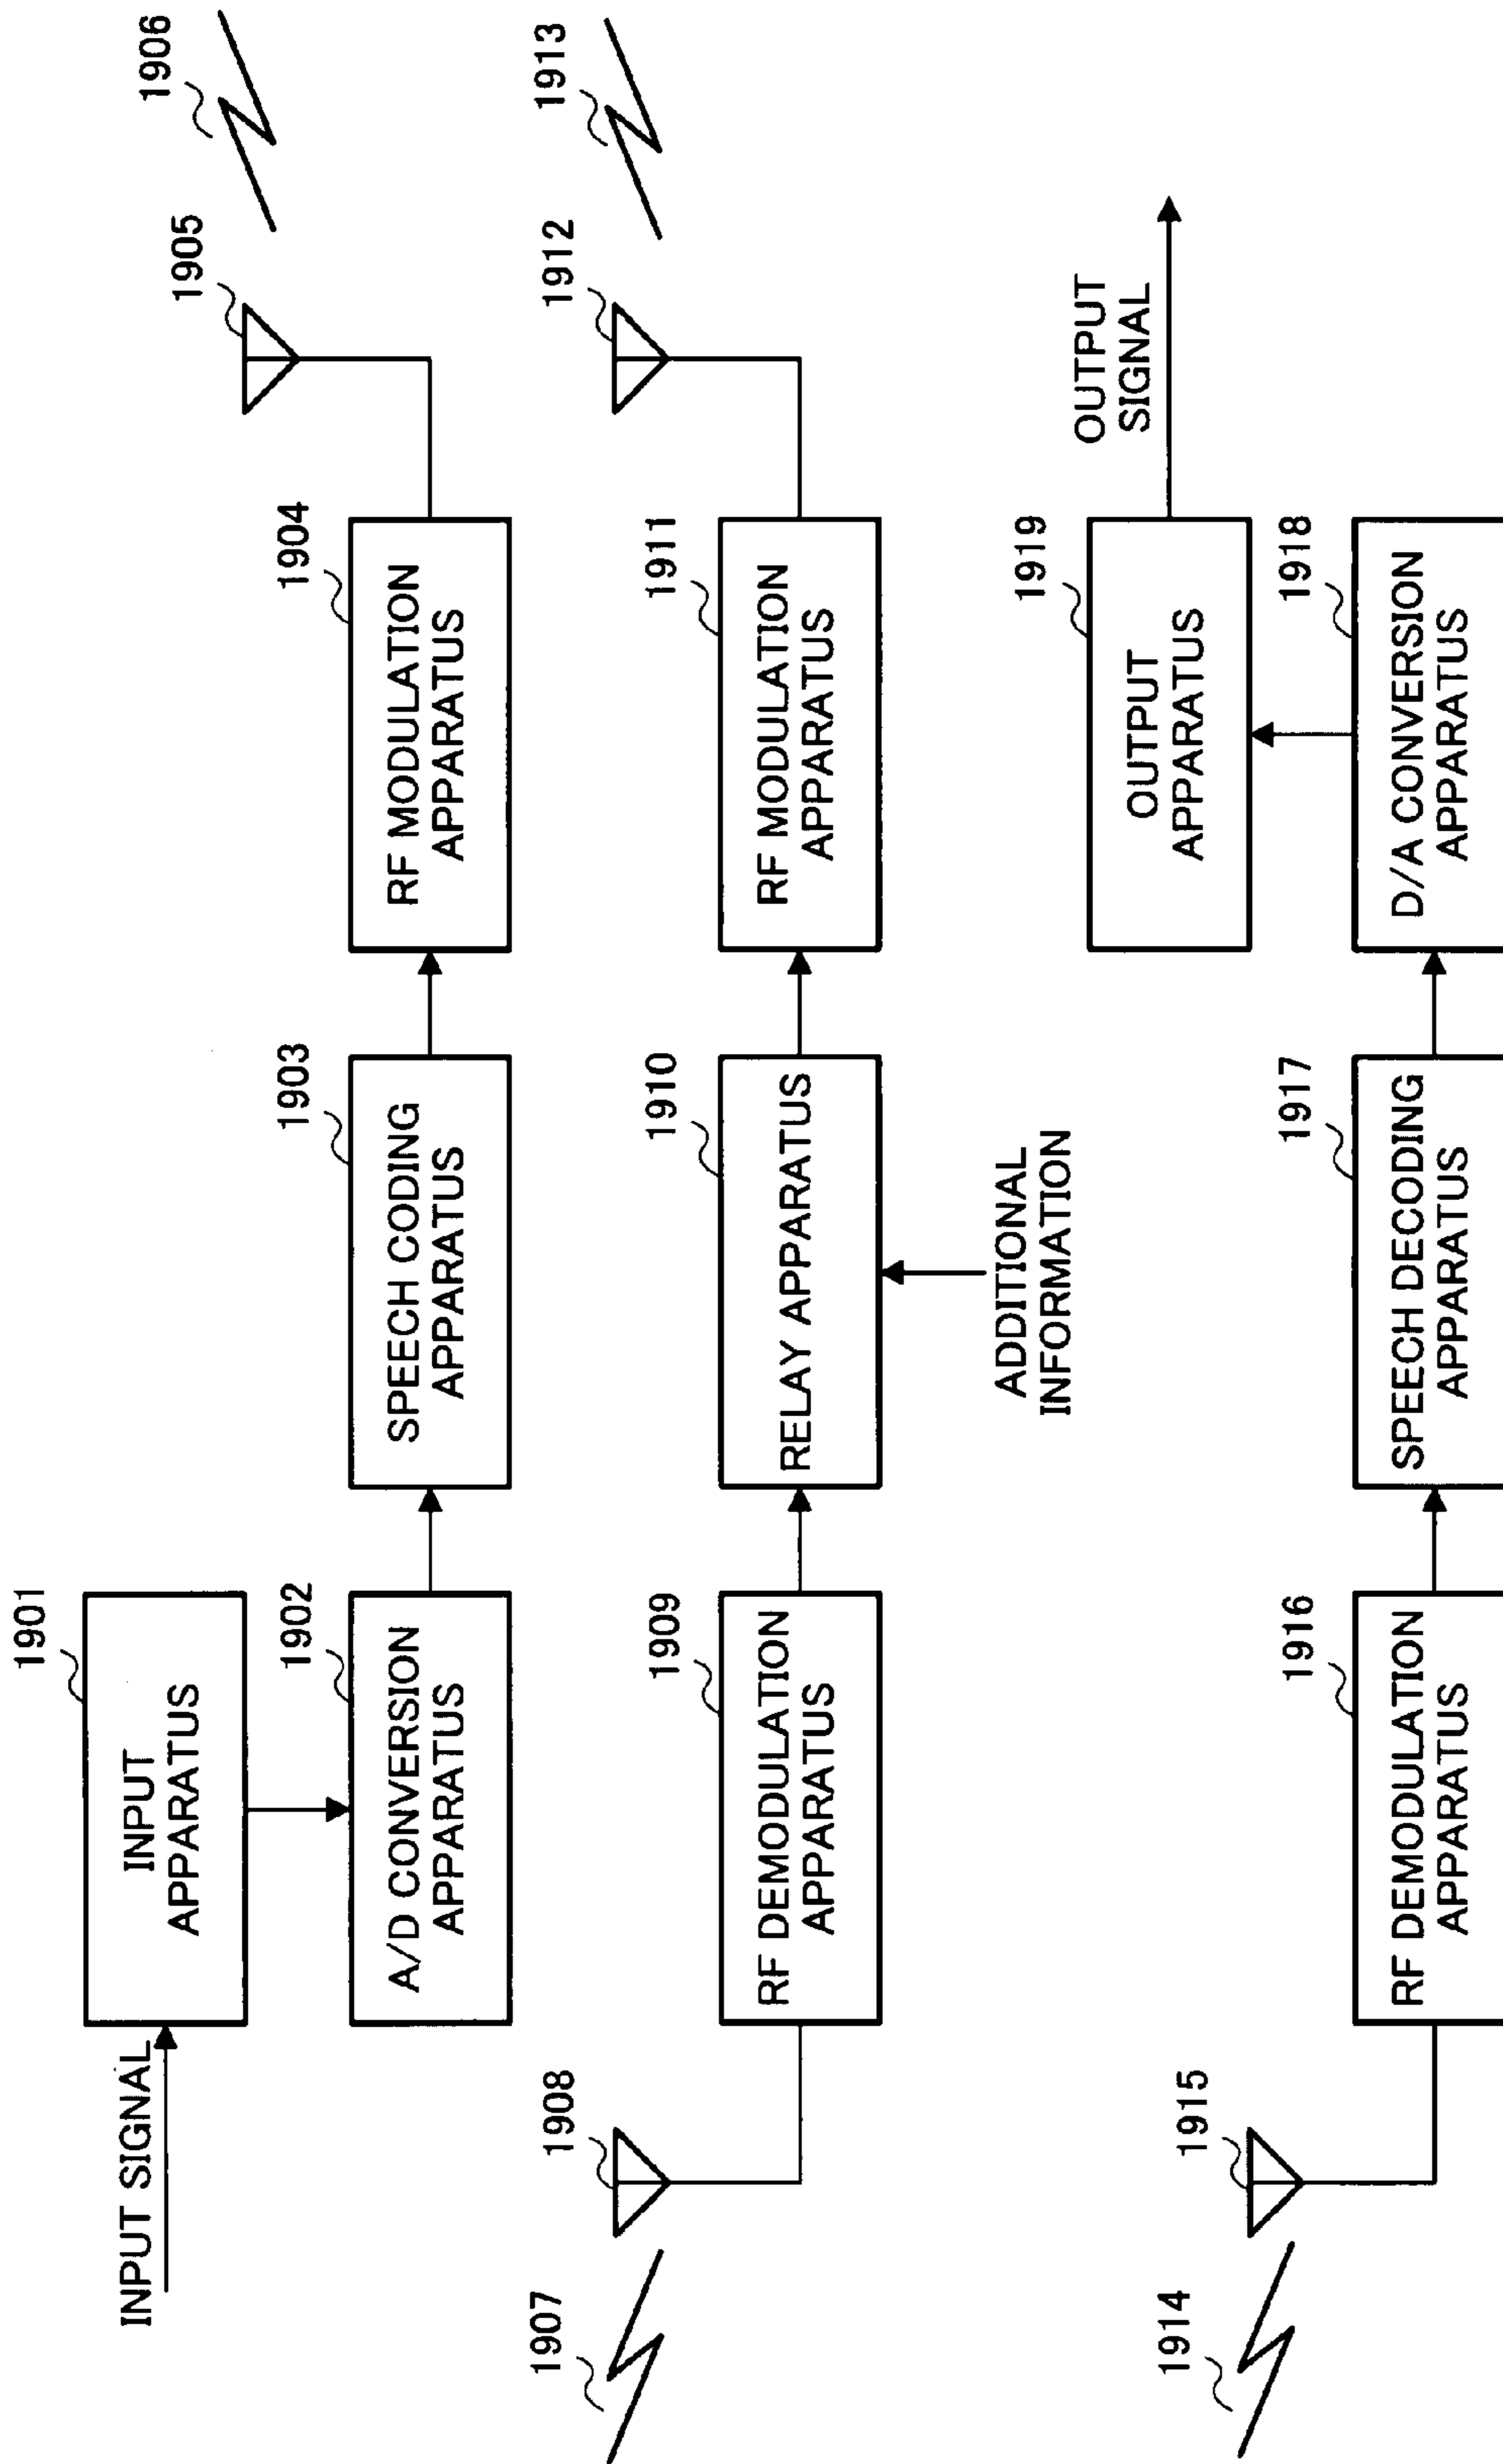 1901
INPUT SIGNAL
INPUT
APPARATUS
1902
A/D CONVERSION
APPARATUS
1903
SPEECH CODING
APPARATUS
1904
RF MODULATION
APPARATUS
1905
1906
1907
1908
1909
RF DEMODULATION
APPARATUS
1910
RELAY APPARATUS
ADDITIONAL
INFORMATION
1911
RF MODULATION
APPARATUS
1912
1913
1914
1915
1916
RF DEMODULATION
APPARATUS
1917
SPEECH DECODING
APPARATUS
1918
D/A CONVERSION
APPARATUS
1919
OUTPUT
APPARATUS
OUTPUT
SIGNAL